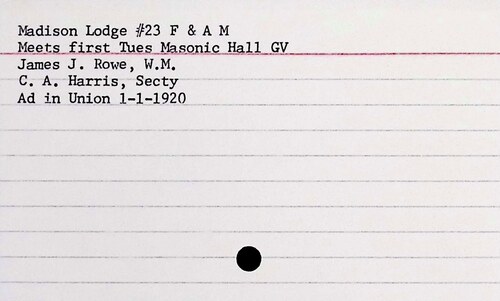 Madison Lodge #23 F & A M
Meets first Tues Masonic Hall GV
James J. Rowe, W.M.
C. A. Harris, Secty
Ad in Union 1-1-1920